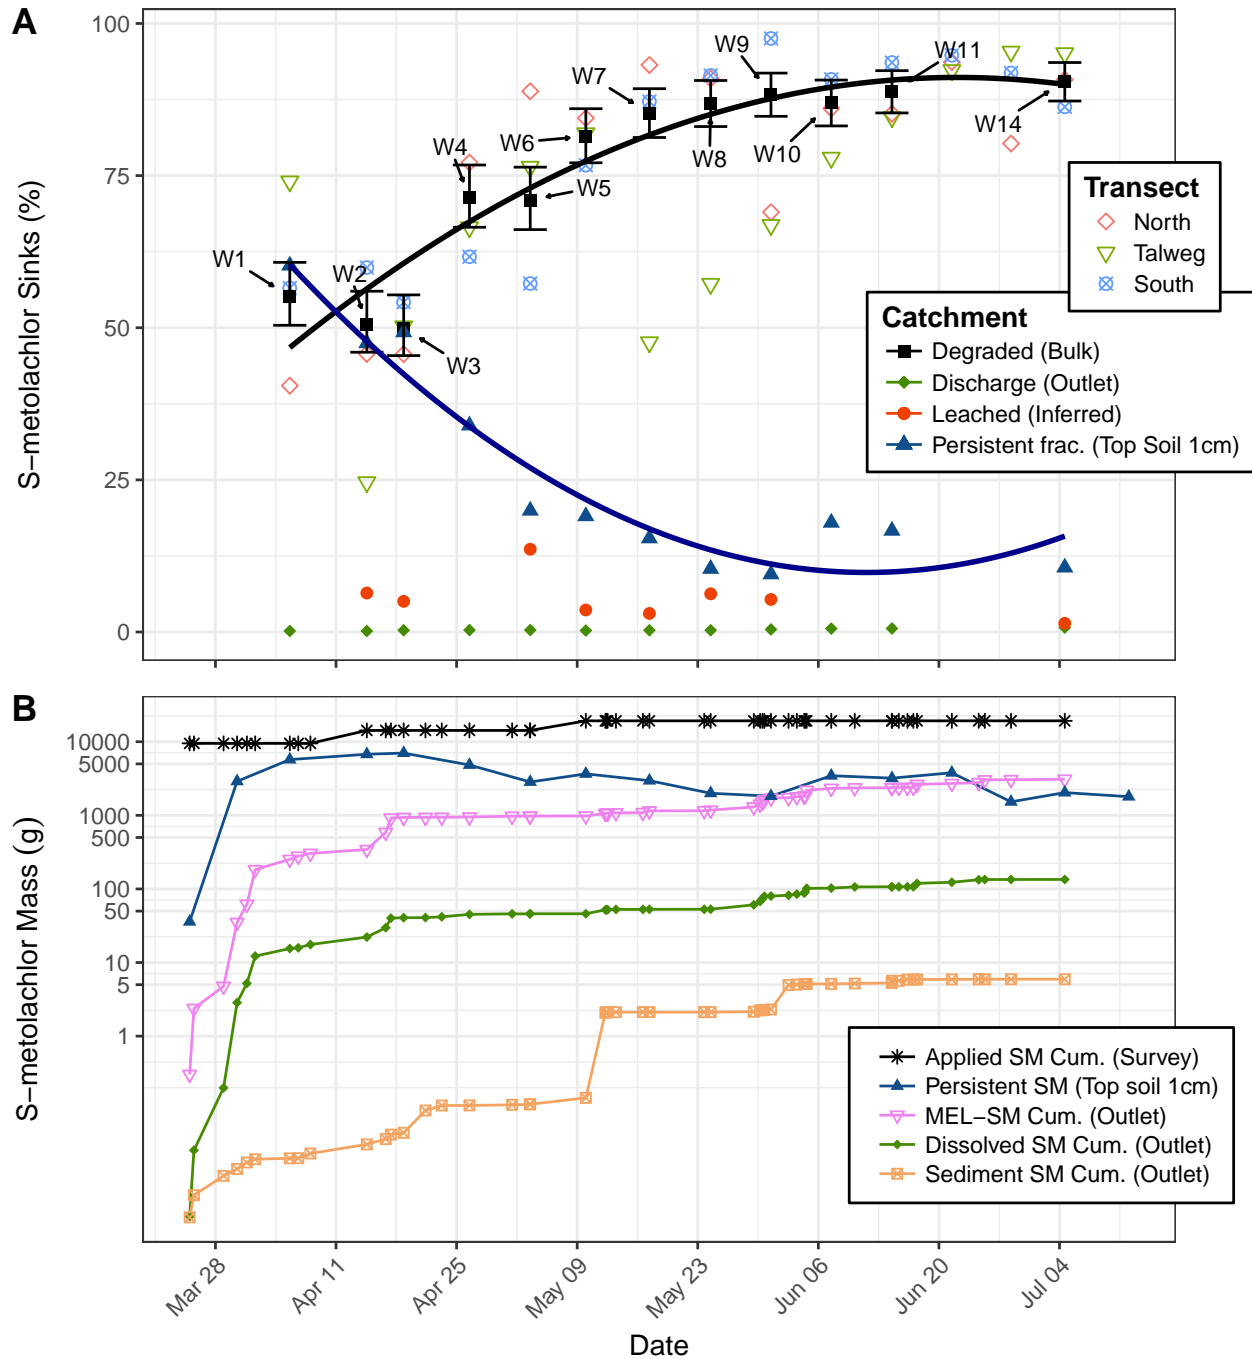 A
S-metolachlor Sinks (%)
100
75
50
25
0
W1
W2
W3
W4
W5
W6
W7
W8
W9
W10
W11
W14
Transect
North
Talweg
South
Catchment
Degraded (Bulk)
Discharge (Outlet)
Leached (Inferred)
Persistent frac. (Top Soil 1cm)
B
S-metolachlor Mass (g)
10000
5000
1000
500
100
50
10
5
1
Applied SM Cum. (Survey)
Persistent SM (Top soil 1cm)
MEL-SM Cum. (Outlet)
Dissolved SM Cum. (Outlet)
Sediment SM Cum. (Outlet)
Mar 28
Apr 11
Apr 25
May 09
May 23
Jun 06
Jun 20
Jul 04
Date